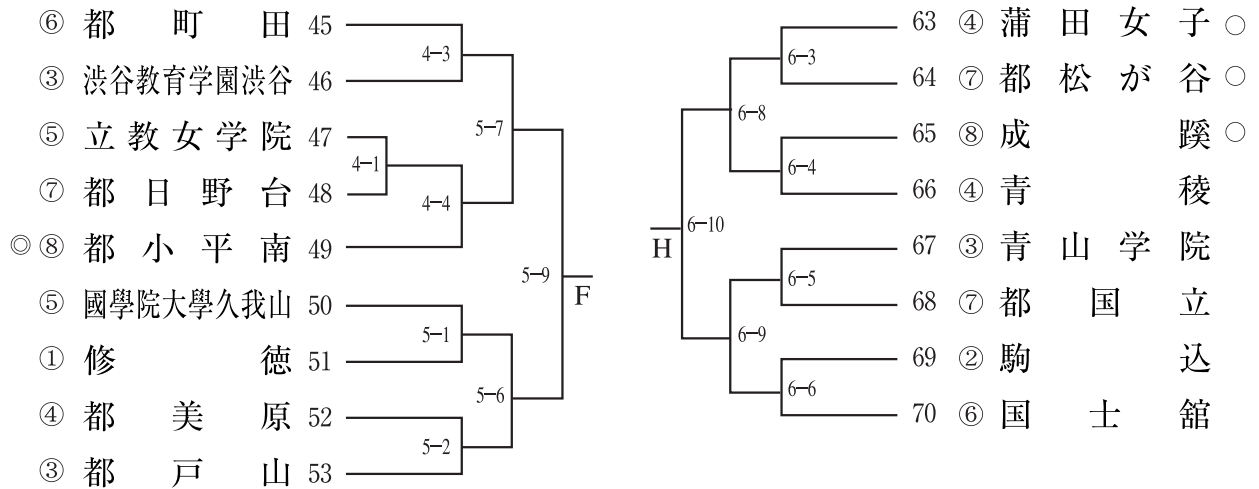 ⑥ 都町田 45
4−3
③ 渋谷教育学園渋谷 46
5−7
⑤ 立教女学院 47
4−1
⑦ 都日野台 48
4−4
◎ ⑧ 都小平南 49
5−9
F
⑤ 國學院大學久我山 50
5−1
① 修徳 51
5−6
④ 都美原 52
5−2
③ 都戸山 53
63 ④ 蒲田女子 ○
6−3
64 ⑦ 都松が谷 ○
6−8
65 ⑧ 成蹊 ○
6−4
66 ④ 青稜
6−10
H
67 ③ 青山学院
6−5
68 ⑦ 都国立
6−9
69 ② 駒込
6−6
70 ⑥ 国士舘